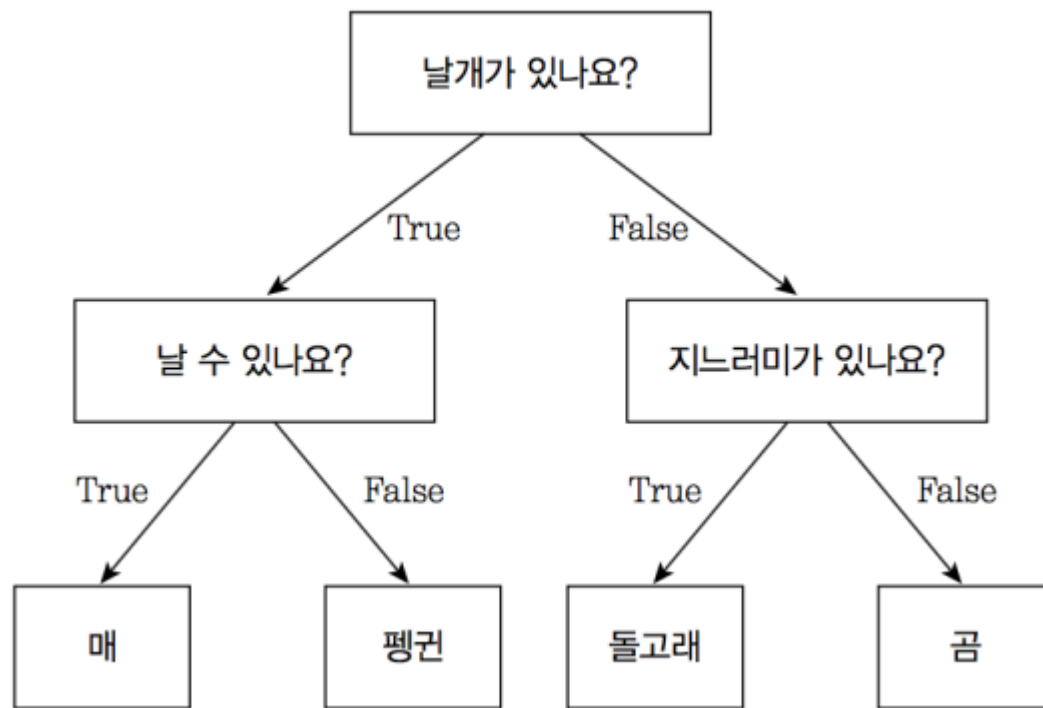 날개가 있나요?
True
False
날 수 있나요?
지느러미가 있나요?
True
False
True
False
매
펭귄
돌고래
곰